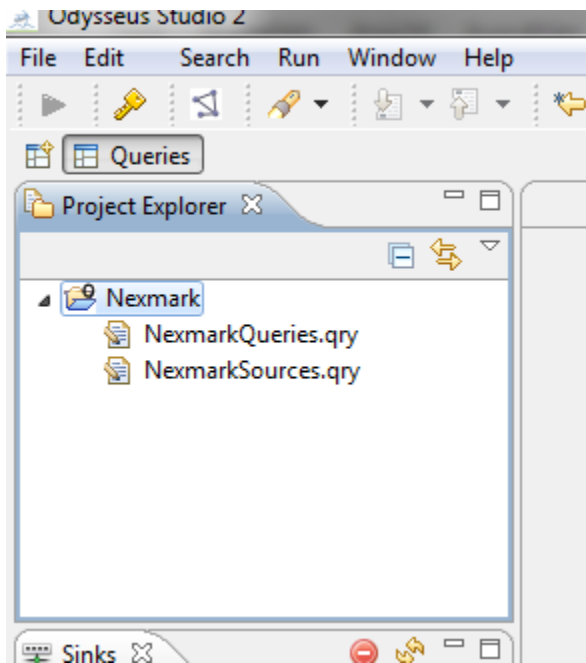 Odysseus Studio 2
File Edit Search Run Window Help
Queries
Project Explorer
Nexmark
NexmarkQueries.qry
NexmarkSources.qry
Sinks